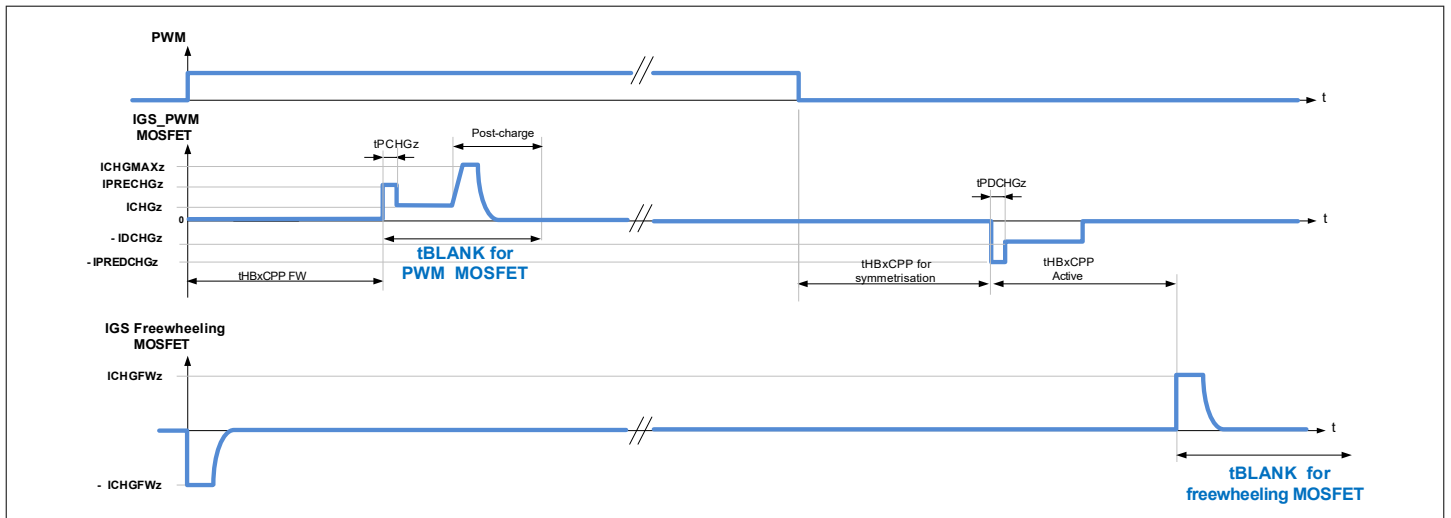 PWM
t
IGS_PWM
MOSFET
Post-charge
tPCHGz
ICHGMAXz
IPRECHGz
tPDCHGz
ICHGz
0
t
- IDCHGz
- IPREDCHGz
tBLANK for
PWM MOSFET
tHBxCPP FW
tHBxCPP for
symmetrisation
tHBxCPP
Active
IGS Freewheeling
MOSFET
ICHGFWz
t
- ICHGFWz
tBLANK for
freewheeling MOSFET